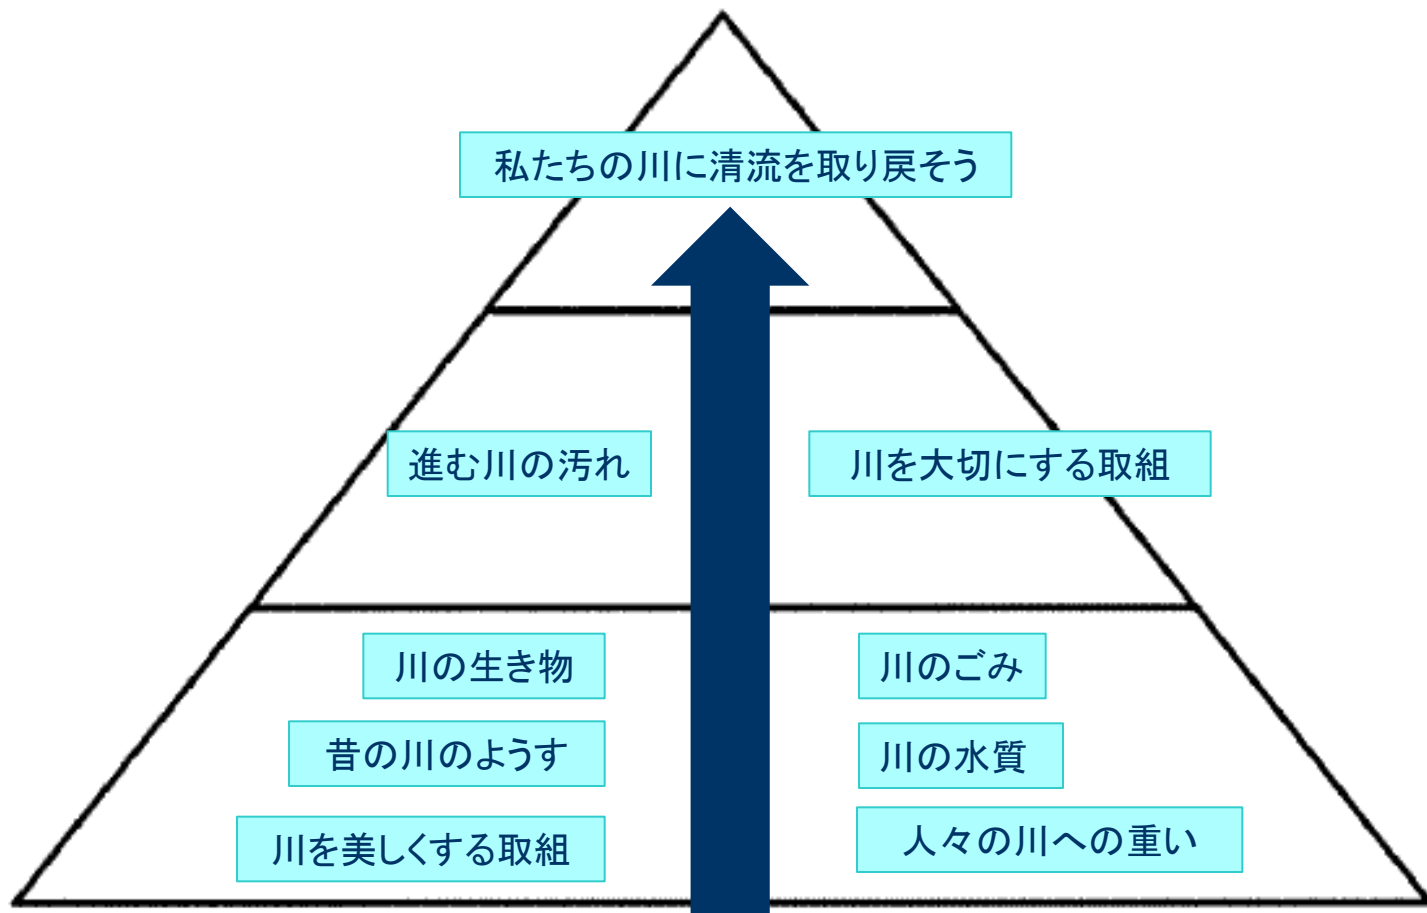 私たちの川に清流を取り戻そう
進む川の汚れ
川を大切にする取組
川の生き物
川のごみ
昔の川のようす
川の水質
川を美しくする取組
人々の川への重い